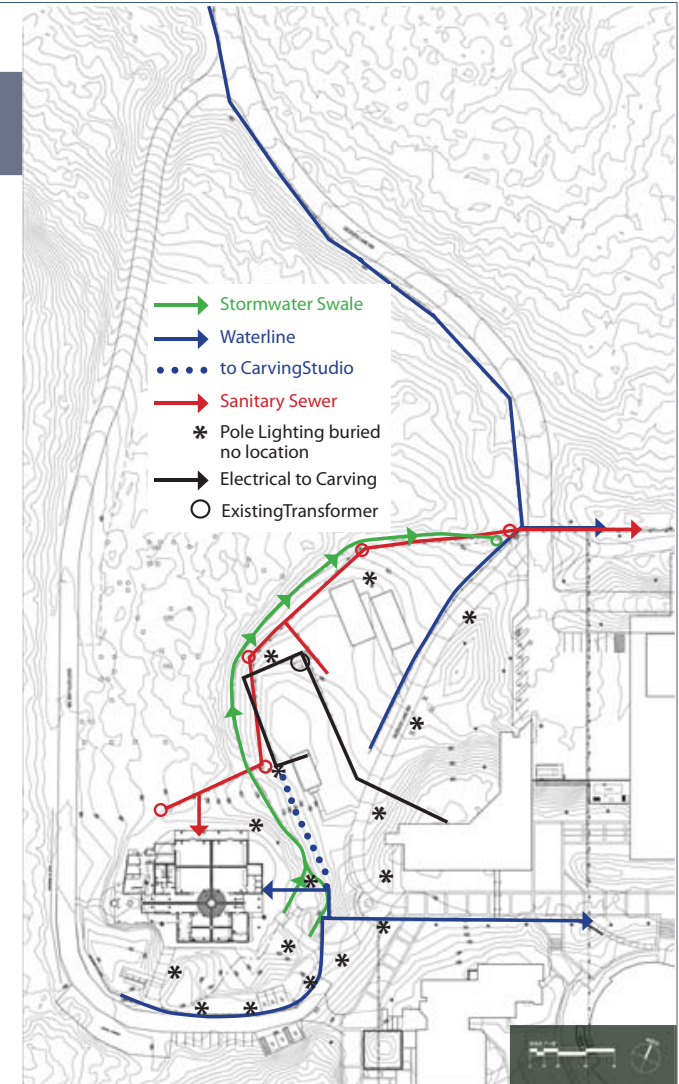 Stormwater Swale
Waterline
to CarvingStudio
Sanitary Sewer
Pole Lighting buried
no location
Electrical to Carving
ExistingTransformer